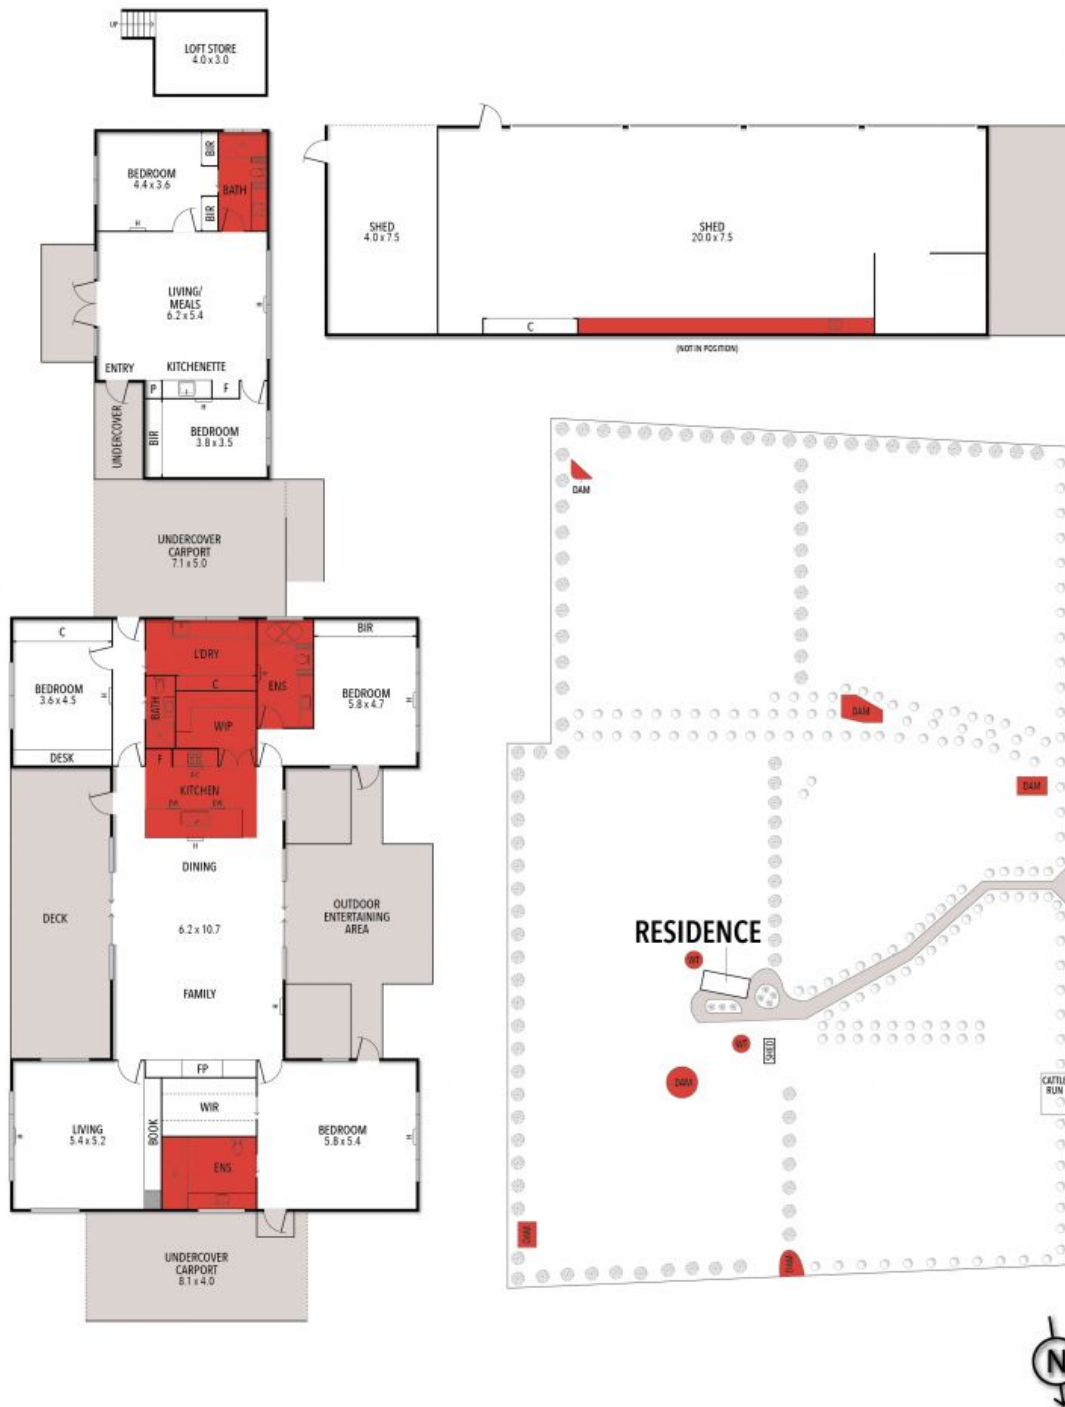 UP
LOFT STORE
4.0 x 3.0
BEDROOM
4.4 x 3.6
BIR
BIR
BATH
H
LIVING/
MEALS
6.2 x 5.4
H
ENTRY
KITCHENETTE
P
F
H
UNDERCOVER
BIR
BEDROOM
3.8 x 3.5
UNDERCOVER
CARPORT
7.1 x 5.0
SHED
4.0 x 7.5
SHED
20.0 x 7.5
C
(NOT IN POSITION)
C
BEDROOM
3.6 x 4.5
H
DESK
L'DRY
C
BATH
WIP
ENS
H
BIR
BEDROOM
5.8 x 4.7
H
F
KITCHEN
H
DINING
6.2 x 10.7
FAMILY
H
DECK
OUTDOOR
ENTERTAINING
AREA
FP
WIR
BOOK
LIVING
5.4 x 5.2
H
ENS
BEDROOM
5.8 x 5.4
H
UNDERCOVER
CARPORT
8.1 x 4.0
DAM
DAM
DAM
RESIDENCE
WT
WT
SHED
DAM
CATTLE
RUN
DAM
DAM
N